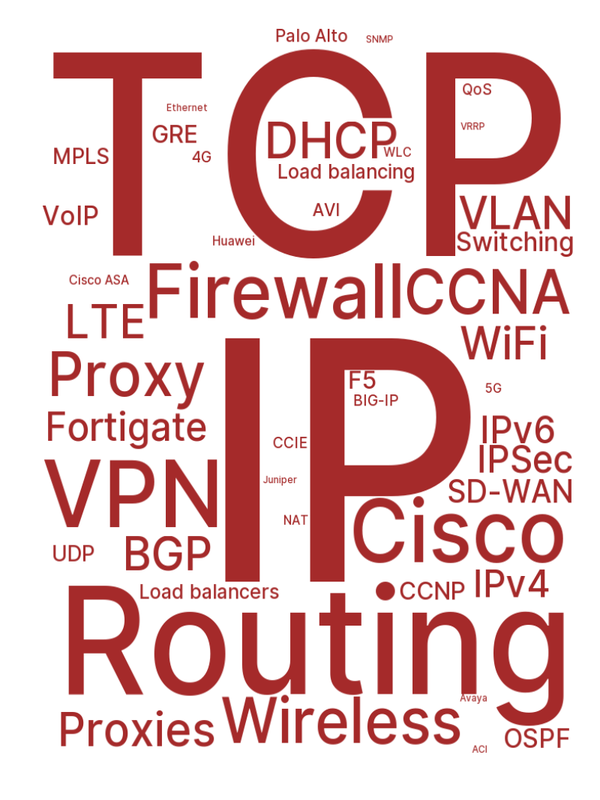 Palo Alto
SNMP
TCP
QoS
Ethernet
GRE
DHCP
VRRP
MPLS
4G
WLC
Load balancing
VoIP
AVI
VLAN
Huawei
Switching
Cisco ASA
Firewall
CCNA
LTE
WiFi
Proxy
IP
F5
5G
BIG-IP
Fortigate
IPv6
CCIE
IPSec
VPN
Juniper
SD-WAN
NAT
Cisco
UDP
BGP
Load balancers
CCNP
IPv4
Routing
Avaya
Proxies
Wireless
OSPF
ACI